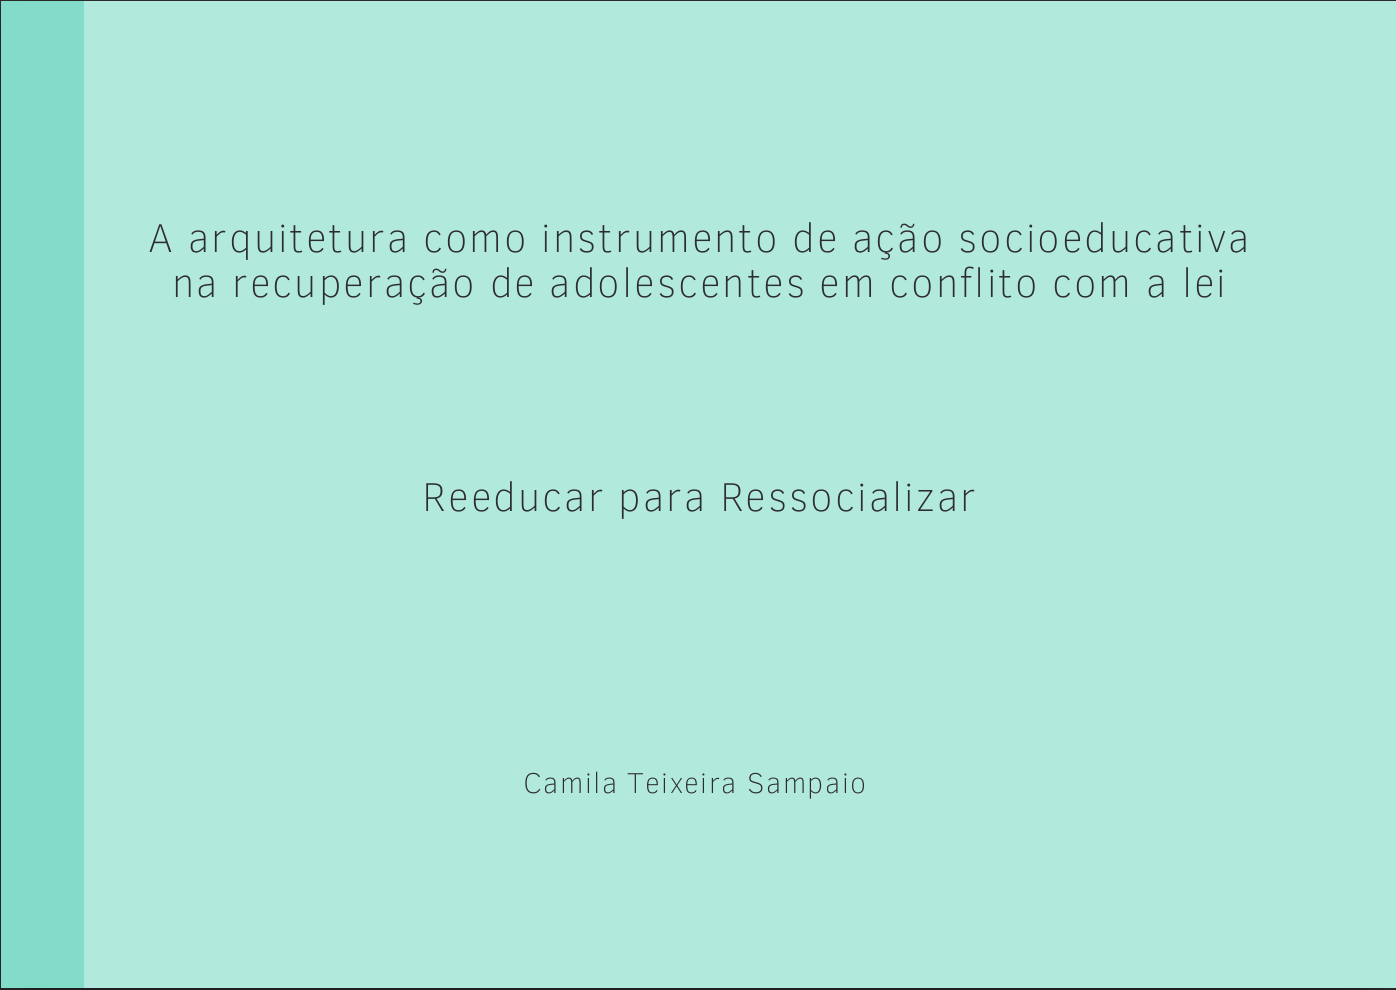 A arquitetura como instrumento de ação socioeducativa
na recuperação de adolescentes em conflito com a lei
Reeducar para Ressocializar
Camila Teixeira Sampaio